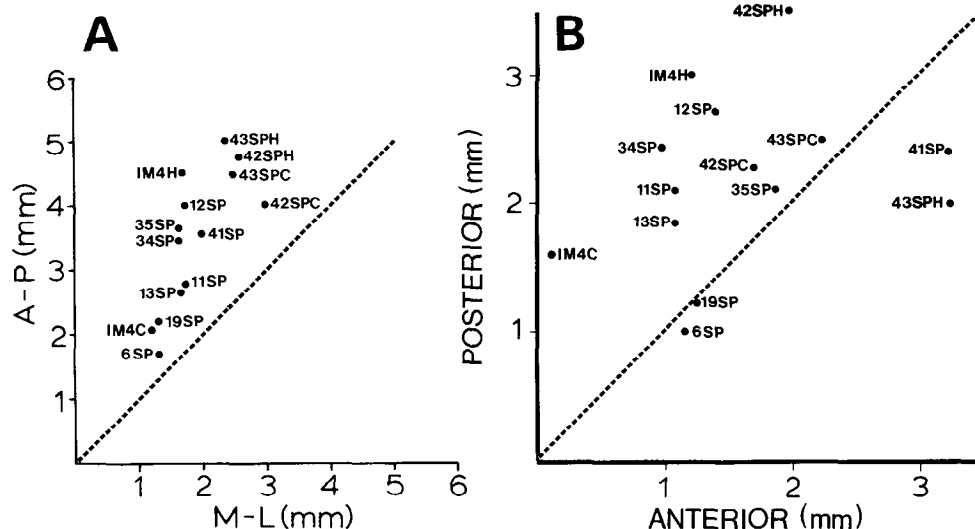 A
A-P (mm)
6
5
4
3
2
1
43SPH
42SPH
IM4H
43SPC
12SP
42SPC
35SP
41SP
34SP
11SP
13SP
19SP
IM4C
6SP
1 2 3 4 5 6
M-L (mm)
B
POSTERIOR (mm)
3
2
1
42SPH
IM4H
12SP
43SPC
34SP
41SP
42SPC
11SP
35SP
43SPH
13SP
IM4C
19SP
6SP
1 2 3
ANTERIOR (mm)